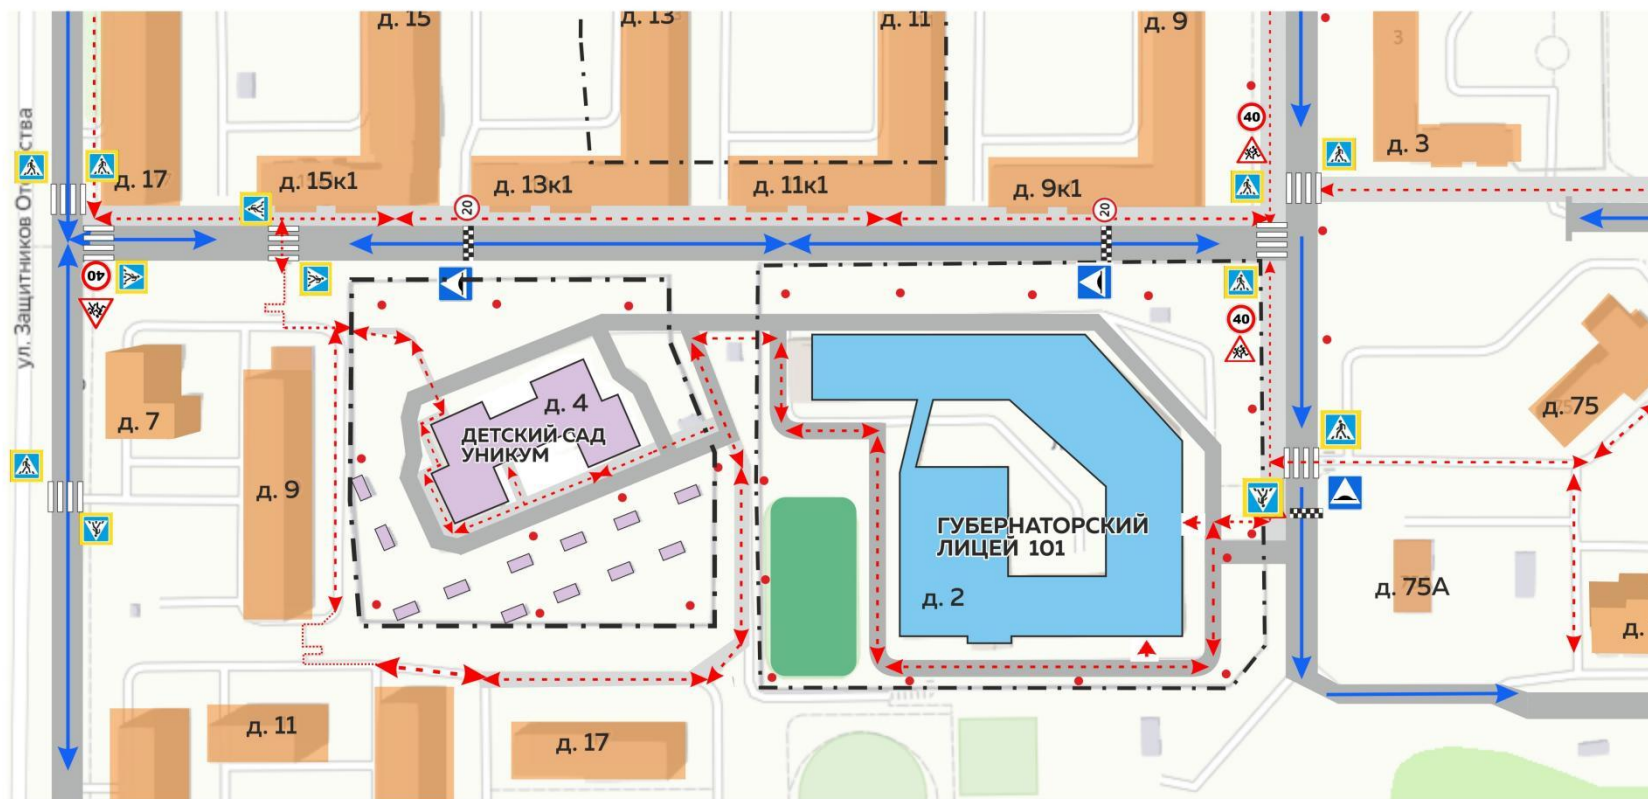 д. 15
д. 13
д. 11
д. 9
3
д. 3
40
ул. Защитников Отечества
д. 17
д. 15к1
д. 13к1
д. 11к1
д. 9к1
20
20
40
40
д. 4
ДЕТСКИЙ САД
УНИКУМ
д. 7
д. 9
д. 75
ГУБЕРНАТОРСКИЙ
ЛИЦЕЙ 101
д. 2
д. 75А
д.
д. 11
д. 17